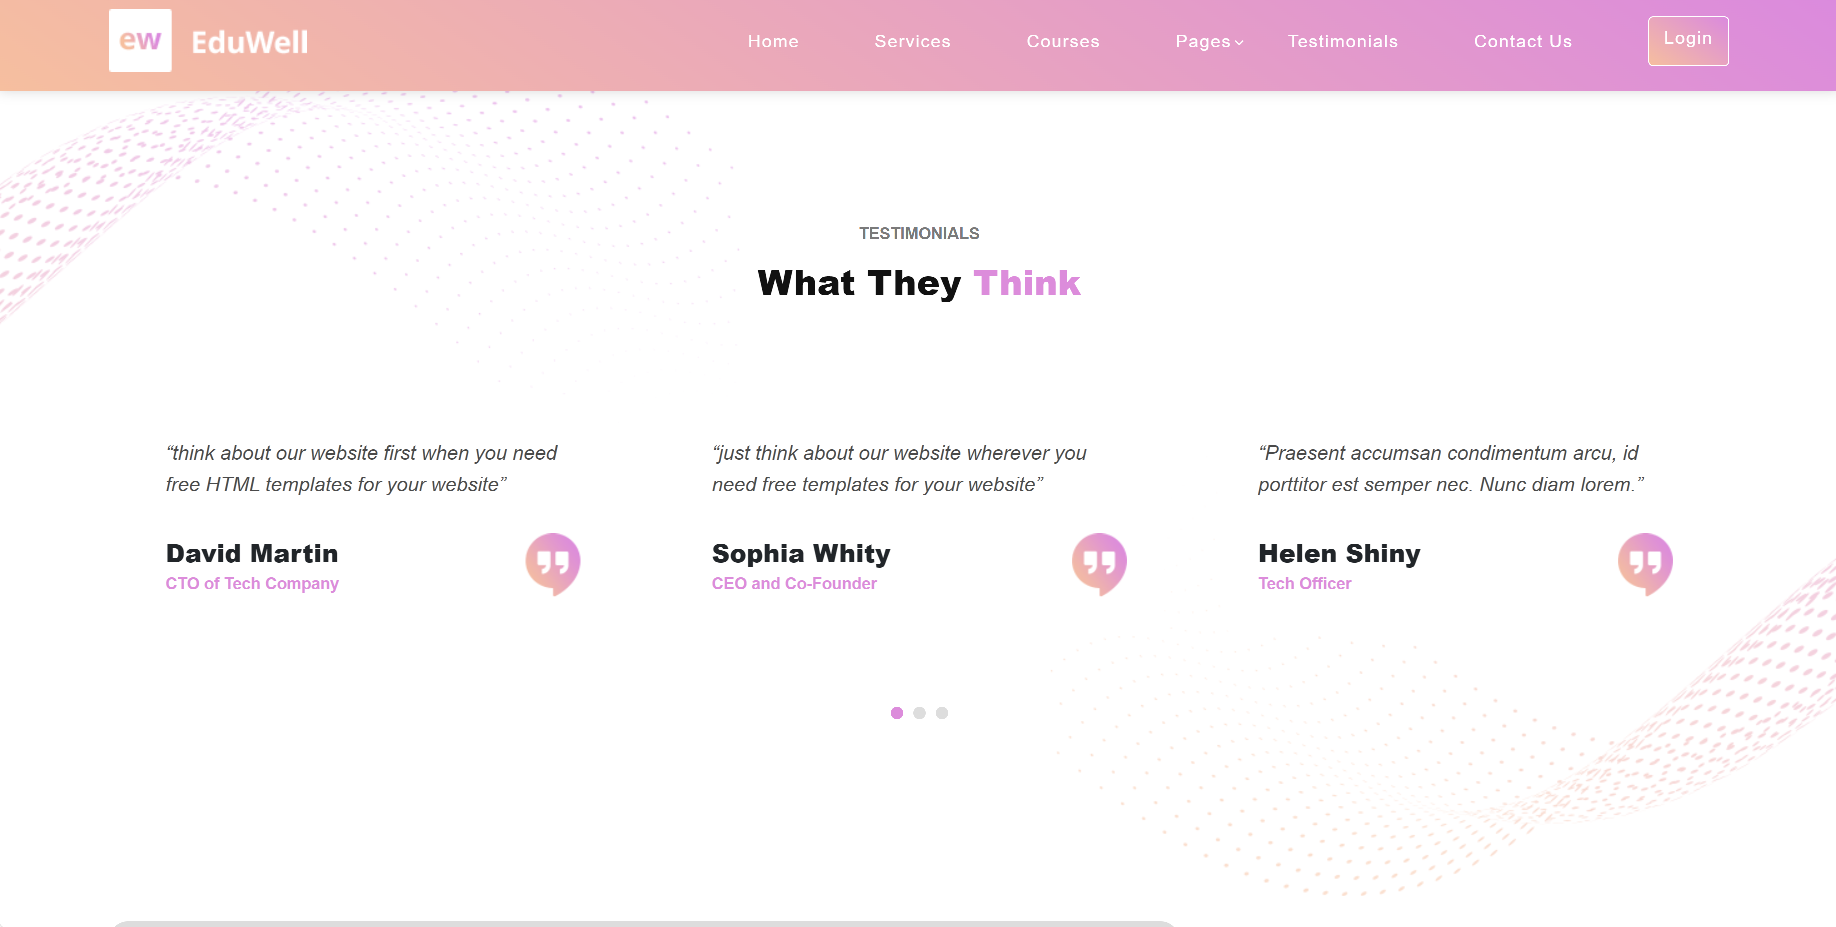 ew EduWell Home Services Courses Pages Testimonials Contact Us Login
TESTIMONIALS
What They Think
“think about our website first when you need
free HTML templates for your website”
David Martin
CTO of Tech Company
“just think about our website wherever you
need free templates for your website”
Sophia Whity
CEO and Co-Founder
“Praesent accumsan condimentum arcu, id
porttitor est semper nec. Nunc diam lorem.”
Helen Shiny
Tech Officer